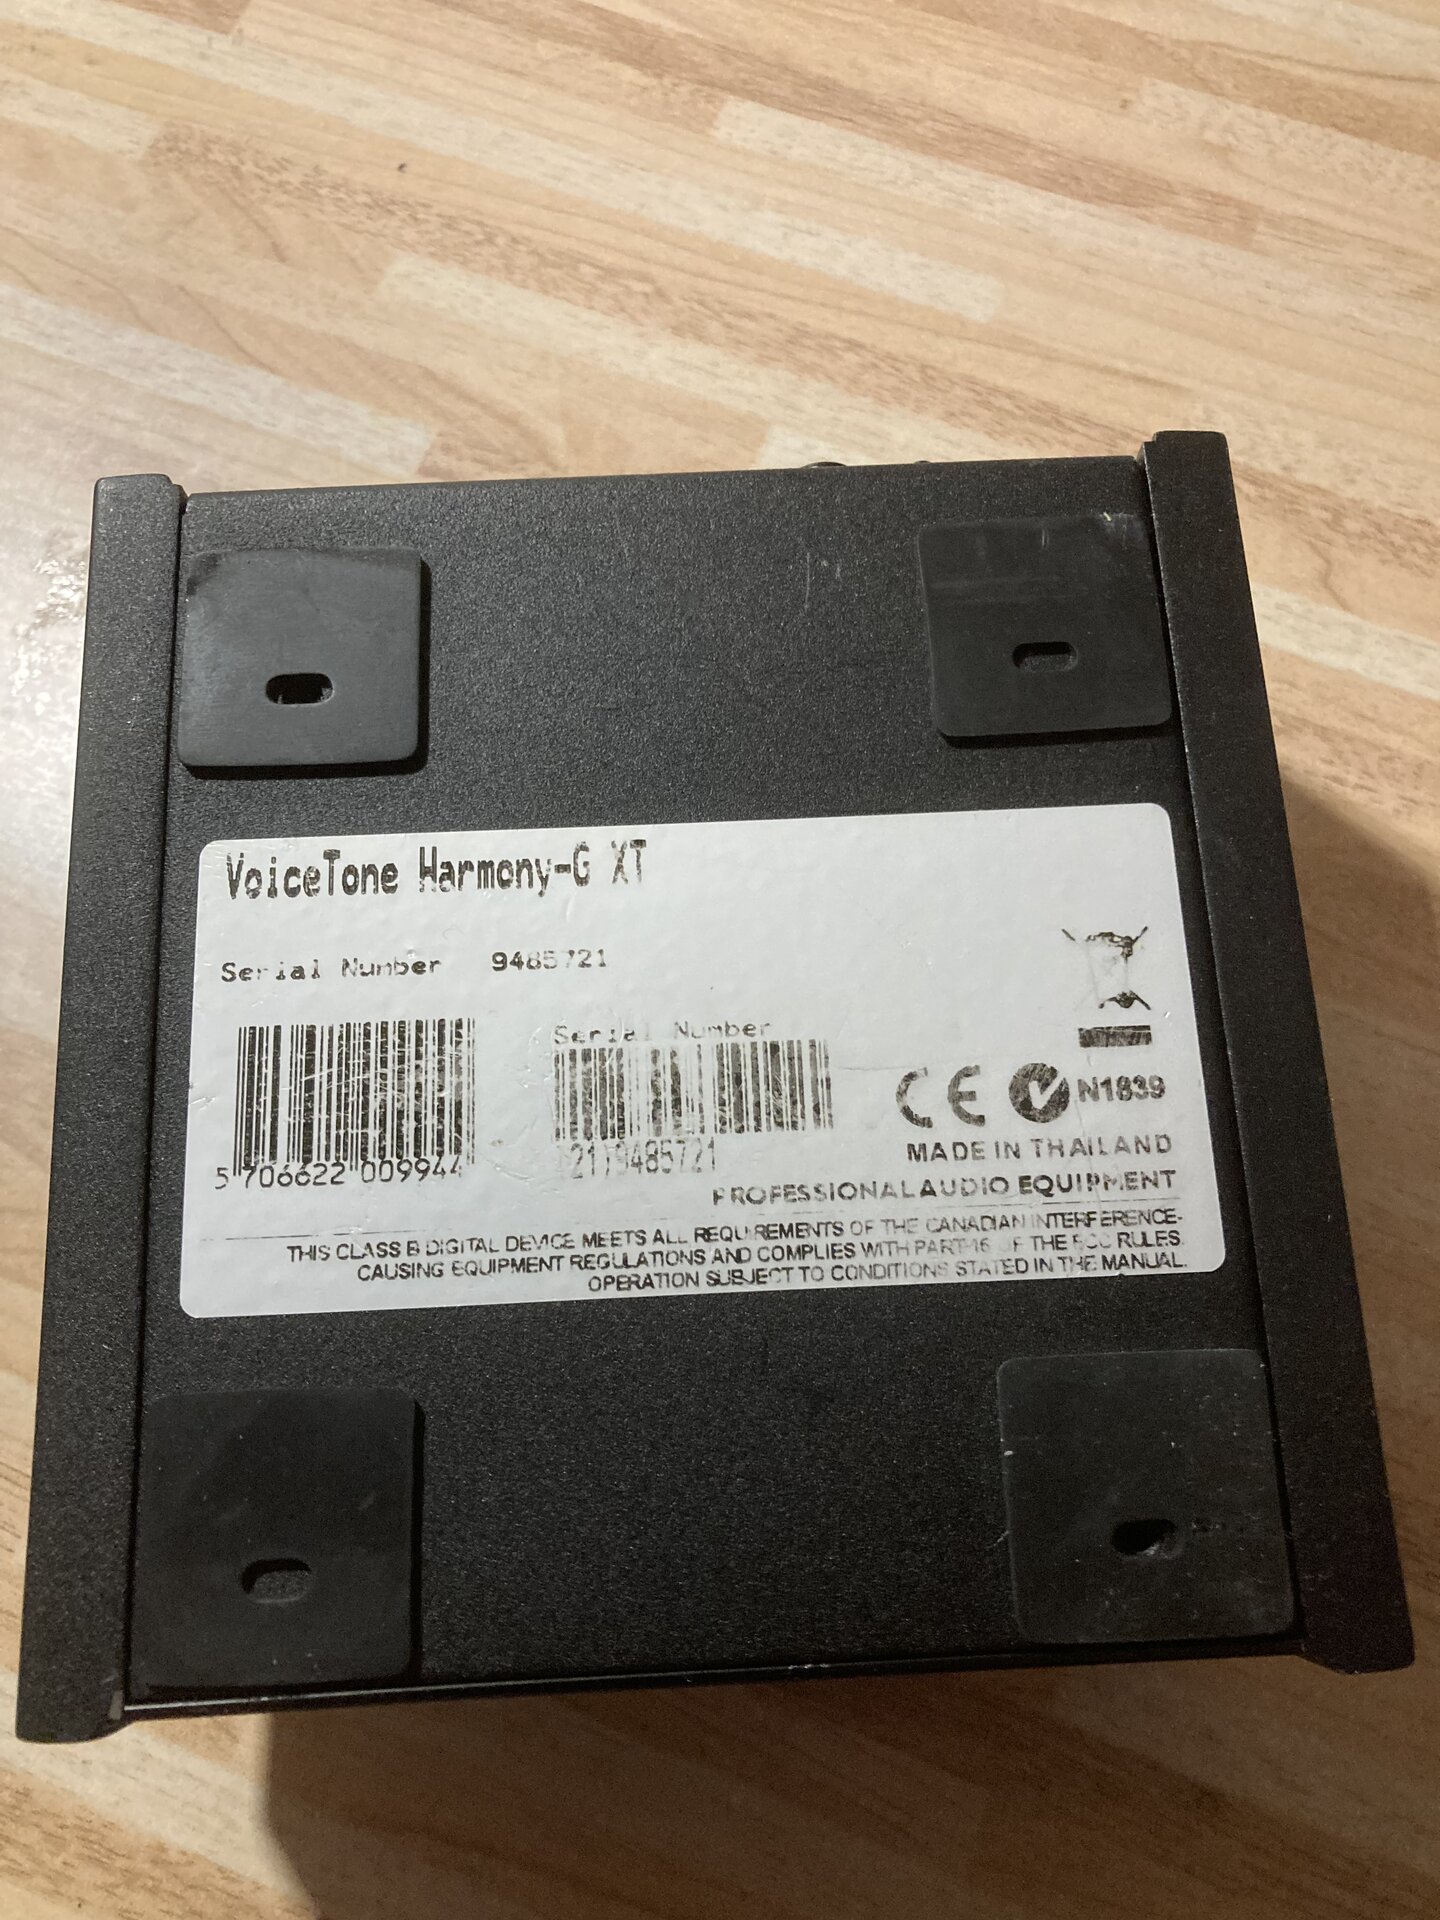 VoiceTone Harmony-G XT
Serial Number 9485721
Serial Number
5 706622 009944
(21)9485721
CE N1839
MADE IN THAILAND
PROFESSIONAL AUDIO EQUIPMENT
THIS CLASS B DIGITAL DEVICE MEETS ALL REQUIREMENTS OF THE CANADIAN INTERFERENCE-
CAUSING EQUIPMENT REGULATIONS AND COMPLIES WITH PART OF THE FCC RULES.
OPERATION SUBJECT TO CONDITIONS STATED IN THE MANUAL.